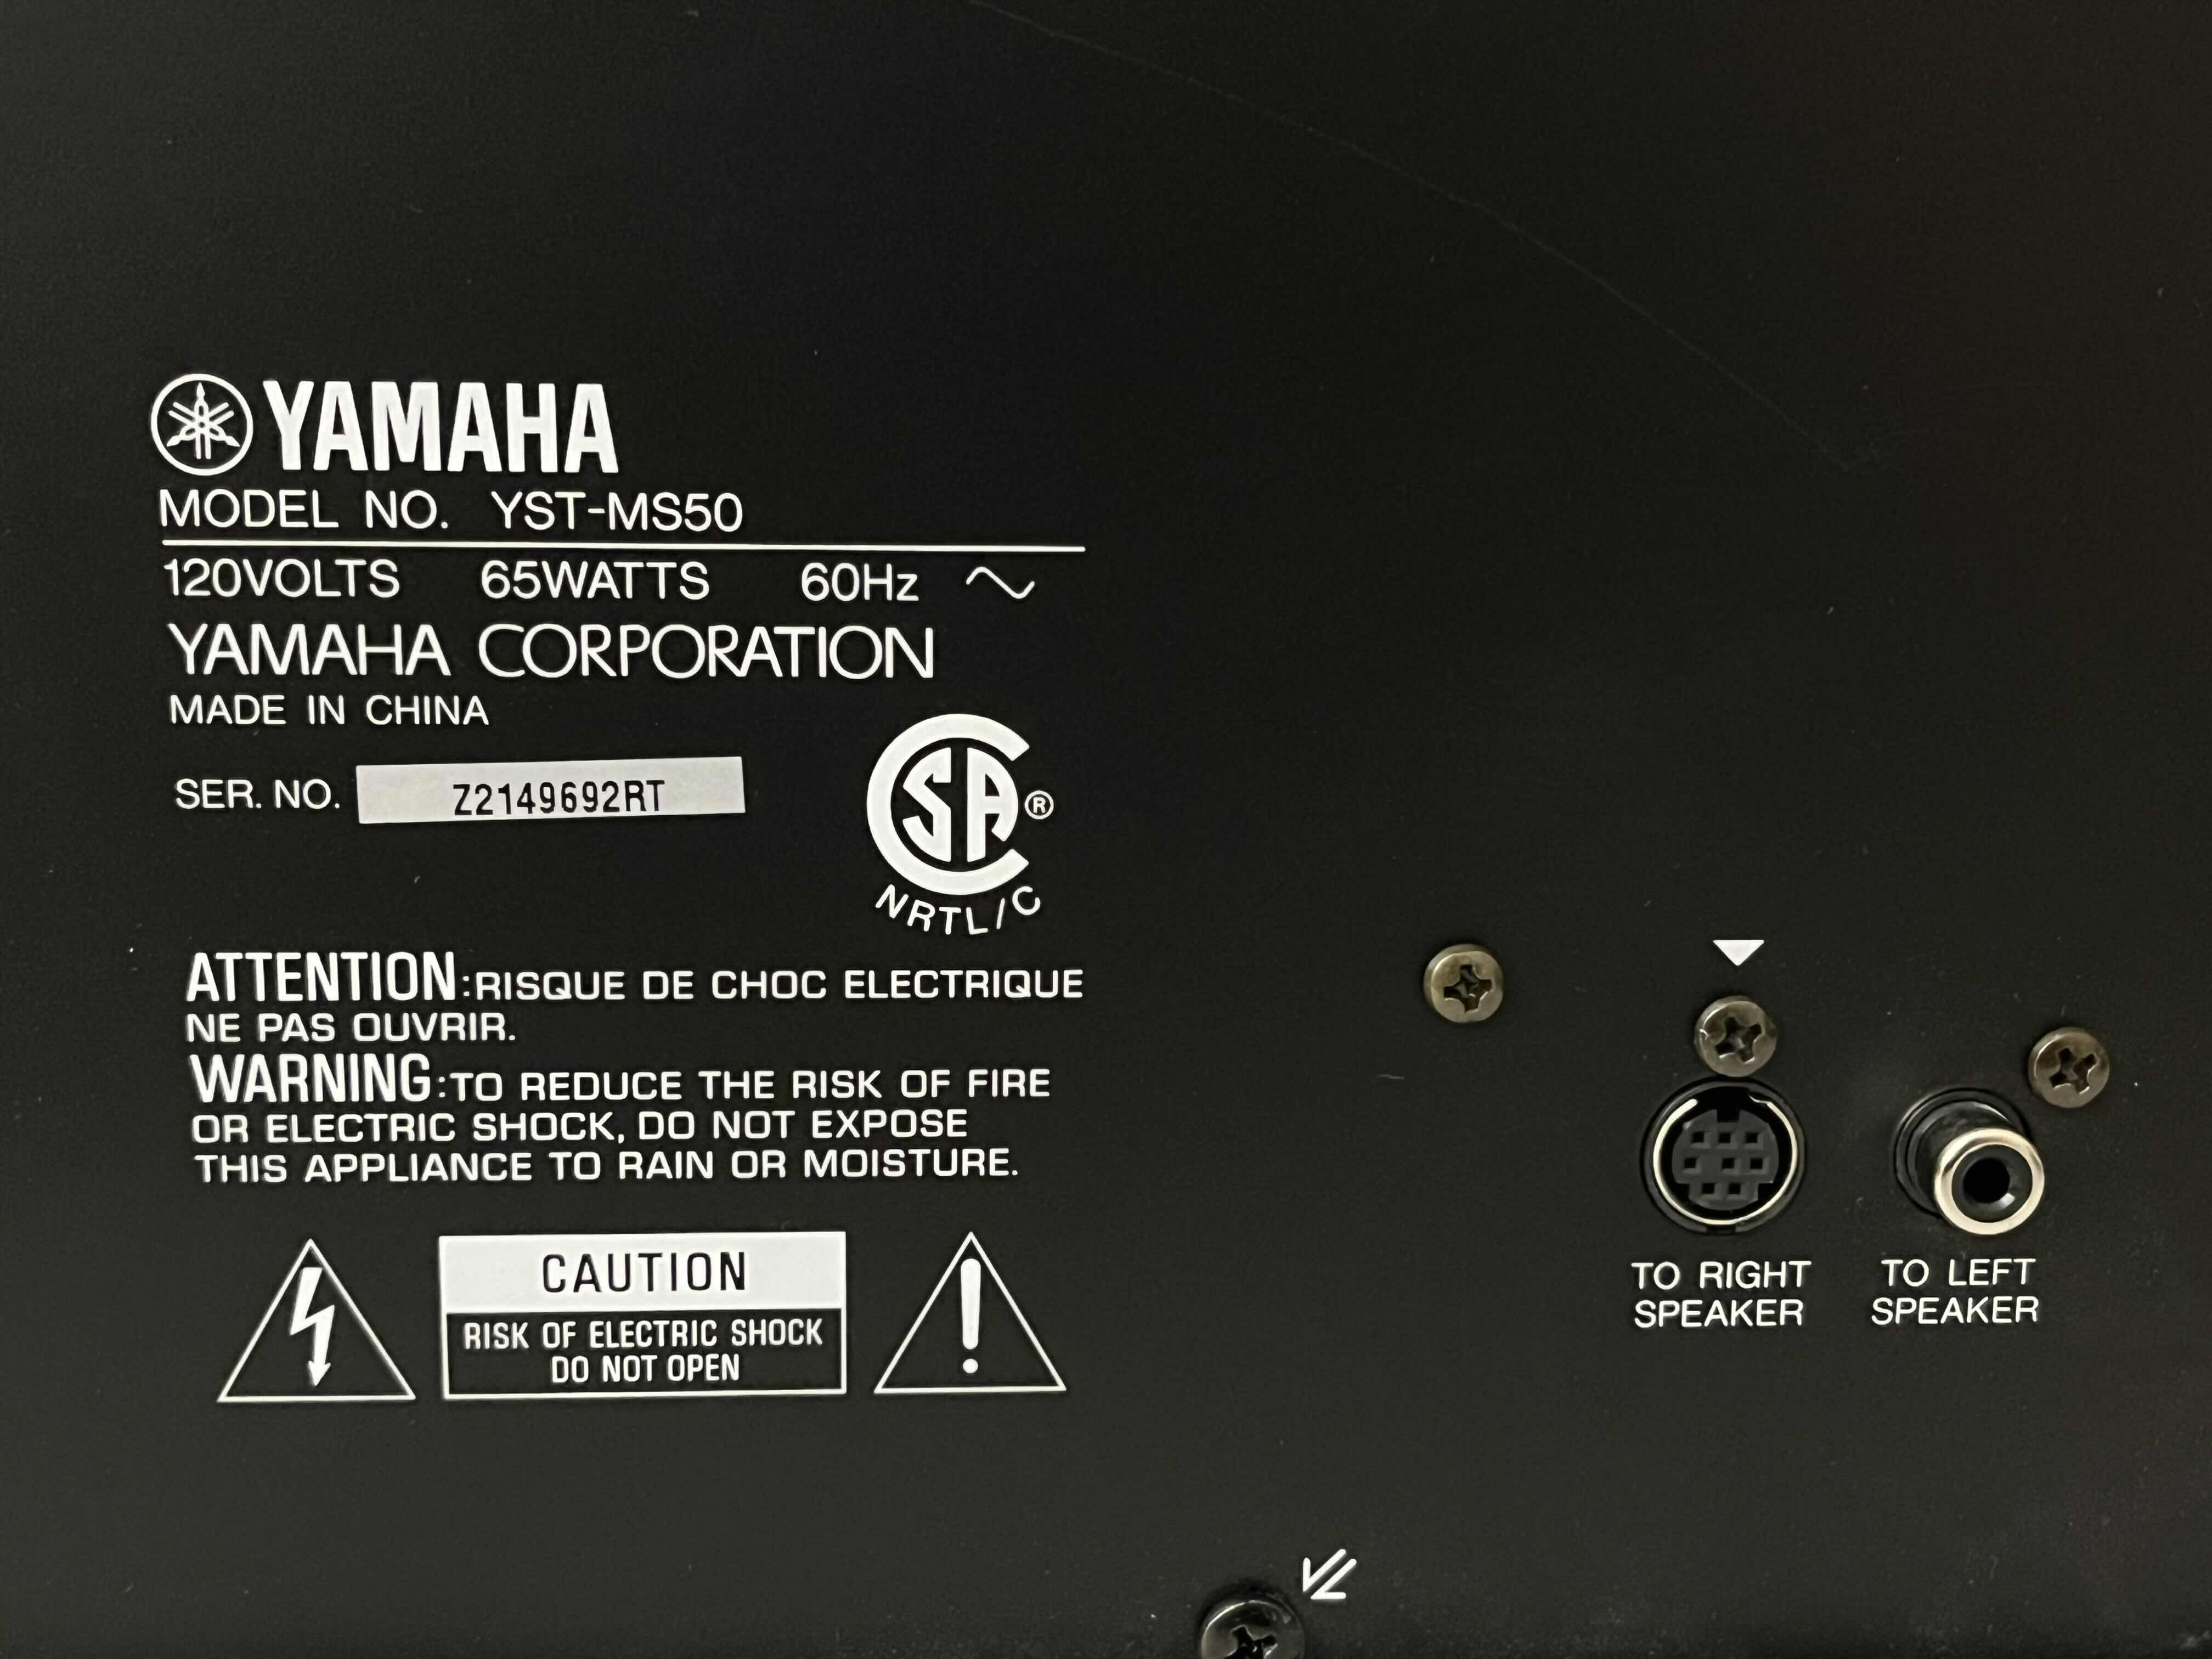 YAMAHA
MODEL NO. YST-MS50
120VOLTS 65WATTS 60Hz
YAMAHA CORPORATION
MADE IN CHINA
SER. NO. Z2149692RT
CSA®
NRTL/C
ATTENTION:RISQUE DE CHOC ELECTRIQUE
NE PAS OUVRIR.
WARNING:TO REDUCE THE RISK OF FIRE
OR ELECTRIC SHOCK, DO NOT EXPOSE
THIS APPLIANCE TO RAIN OR MOISTURE.
CAUTION
RISK OF ELECTRIC SHOCK
DO NOT OPEN
TO RIGHT
SPEAKER
TO LEFT
SPEAKER